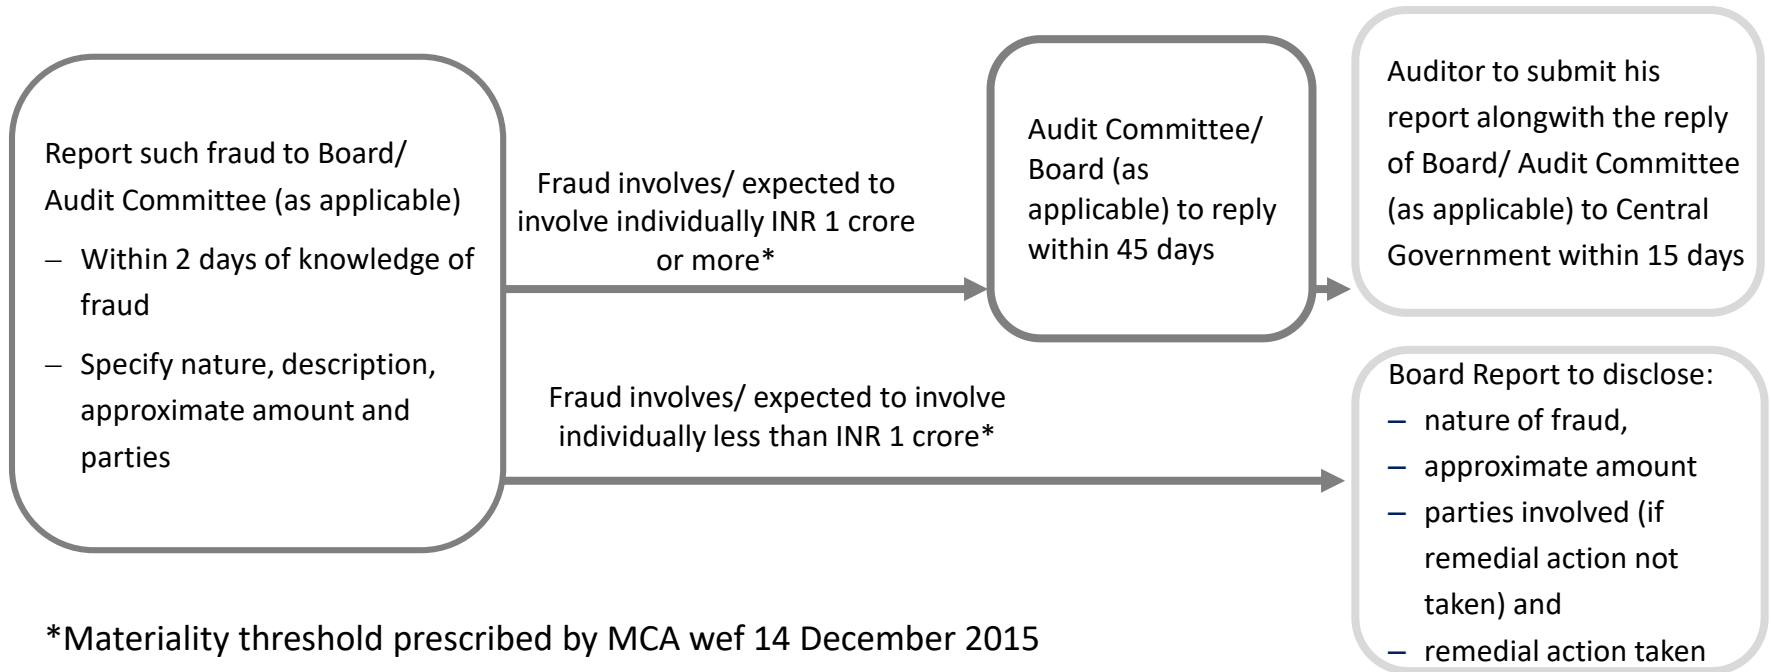 Report such fraud to Board/
Audit Committee (as applicable)
– Within 2 days of knowledge of
fraud
– Specify nature, description,
approximate amount and
parties
Fraud involves/ expected to
involve individually INR 1 crore
or more*
Audit Committee/
Board (as
applicable) to reply
within 45 days
Auditor to submit his
report alongwith the reply
of Board/ Audit Committee
(as applicable) to Central
Government within 15 days
Fraud involves/ expected to involve
individually less than INR 1 crore*
Board Report to disclose:
– nature of fraud,
– approximate amount
– parties involved (if
remedial action not
taken) and
– remedial action taken
*Materiality threshold prescribed by MCA wef 14 December 2015